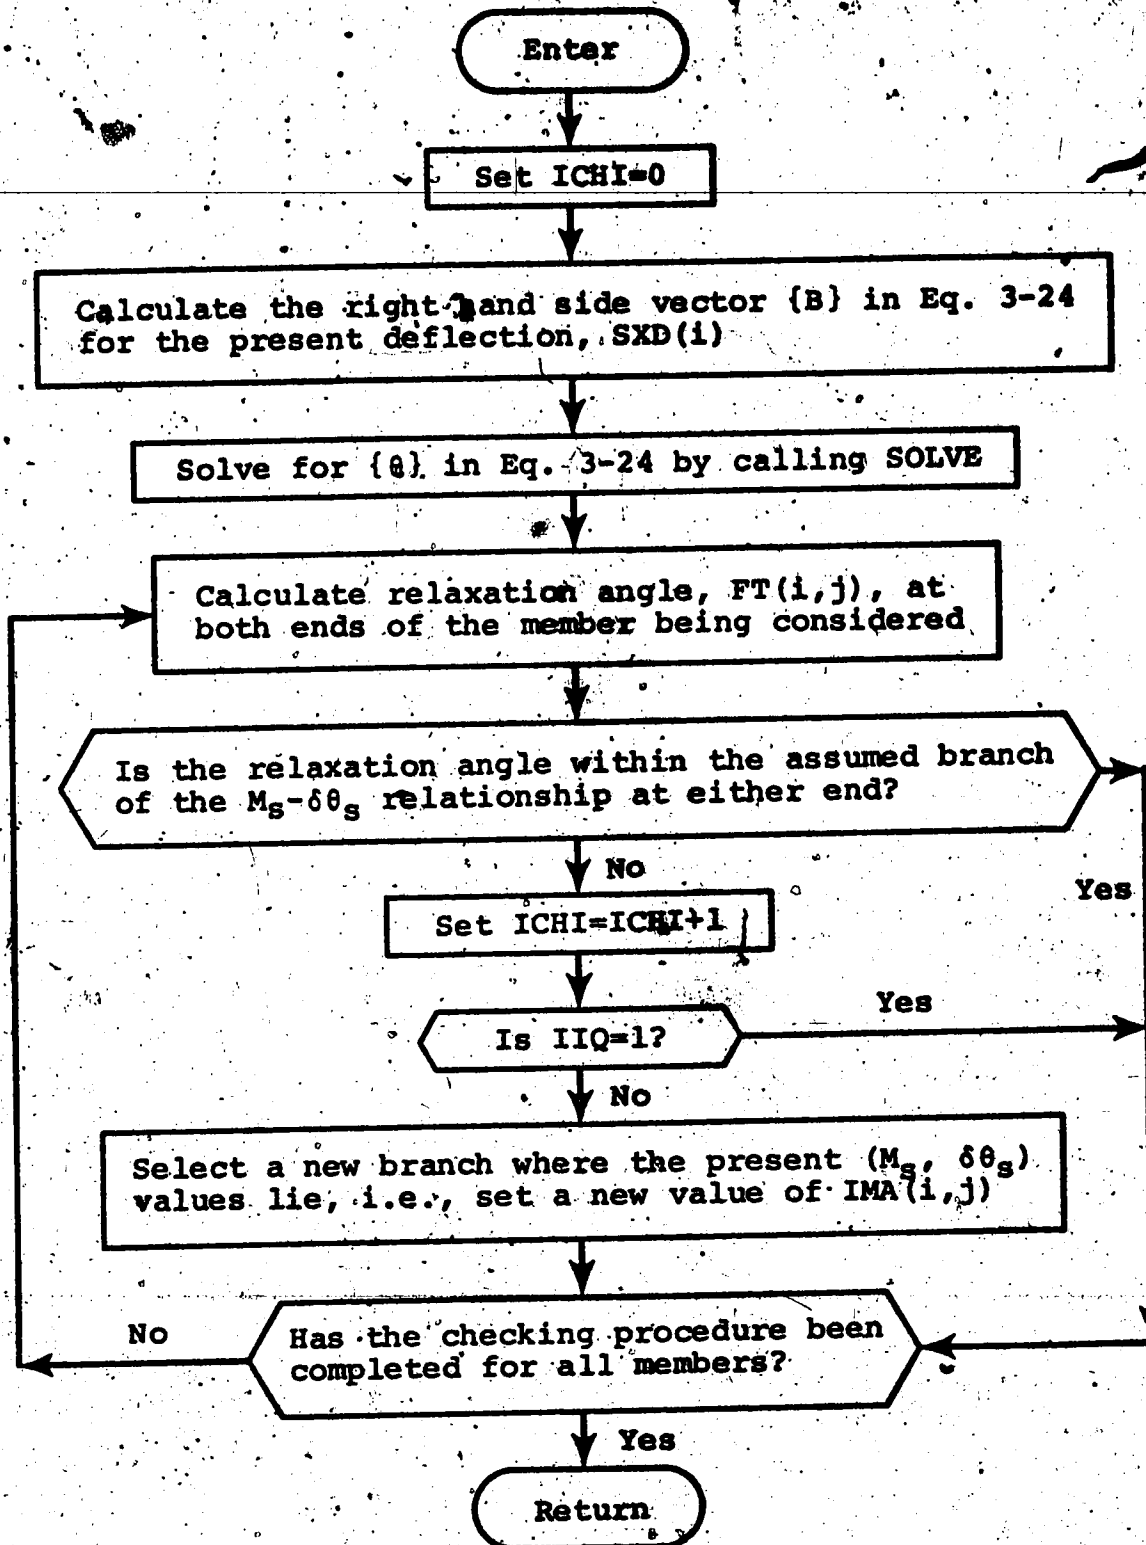 Enter
Set ICHI=0
Calculate the right hand side vector {B} in Eq. 3-24
for the present deflection, SXD(i)
Solve for {θ} in Eq. 3-24 by calling SOLVE
Calculate relaxation angle, FT(i,j), at
both ends of the member being considered
Is the relaxation angle within the assumed branch
of the Ms-δθs relationship at either end?
No
Yes
Set ICHI=ICHI+1
Is IIQ=1?
Yes
No
Select a new branch where the present (Ms, δθs)
values lie, i.e., set a new value of IMA(i,j)
Has the checking procedure been
completed for all members?
No
Yes
Return